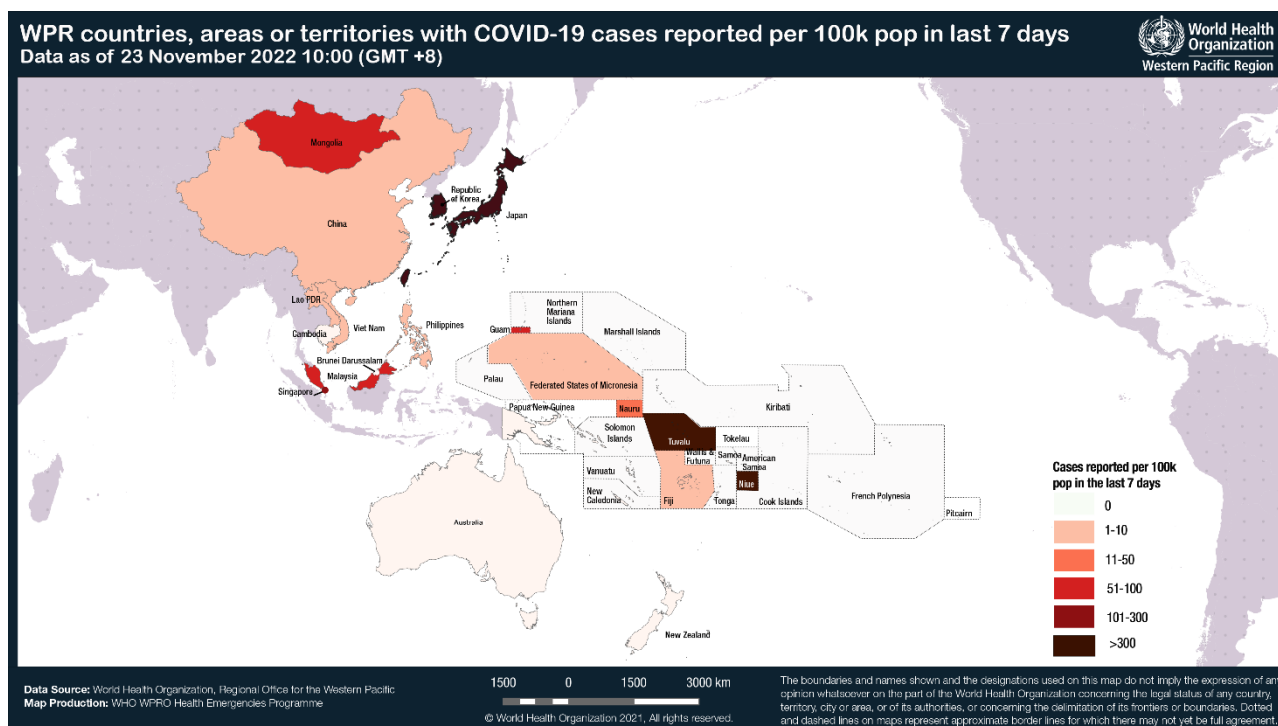 WPR countries, areas or territories with COVID-19 cases reported per 100k pop in last 7 days
Data as of 23 November 2022 10:00 (GMT +8)
World Health
Organization
Western Pacific Region
Mongolia
Republic
of Korea
Japan
China
Lao PDR
Cambodia
Viet Nam
Philippines
Brunei Darussalam
Malaysia
Singapore
Guam
Northern
Mariana
Islands
Marshall Islands
Palau
Federated States of Micronesia
Papua New Guinea
Nauru
Kiribati
Solomon
Islands
Tuvalu
Tokelau
Wallis &
Futuna
Samoa
American
Samoa
Vanuatu
New
Caledonia
Fiji
Tonga
Niue
Cook Islands
French Polynesia
Pitcairn
Australia
New Zealand
Cases reported per 100k
pop in the last 7 days
0
1-10
11-50
51-100
101-300
>300
Data Source: World Health Organization, Regional Office for the Western Pacific
Map Production: WHO WPRO Health Emergencies Programme
1500 0 1500 3000 km
© World Health Organization 2021, All rights reserved.
The boundaries and names shown and the designations used on this map do not imply the expression of any
opinion whatsoever on the part of the World Health Organization concerning the legal status of any country,
territory, city or area, or of its authorities, or concerning the delimitation of its frontiers or boundaries. Dotted
and dashed lines on maps represent approximate border lines for which there may not yet be full agreement.